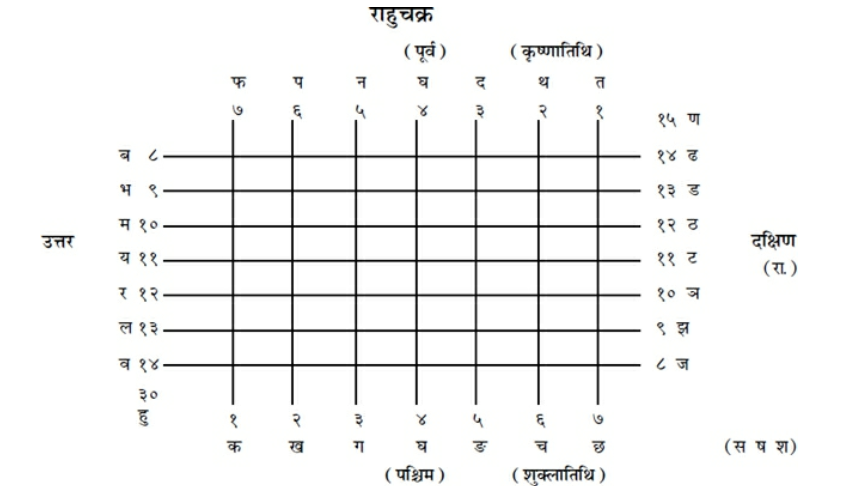 राहुचक्र
(पूर्व) (कृष्णातिथि)
फ प न घ द थ त
७ ६ ५ ४ ३ २ १
१५ ण
ब ८ १४ ढ
भ ९ १३ ड
म १० १२ ठ
उत्तर दक्षिण
य ११ ११ ट
(रा.)
र १२ १० ञ
ल १३ ९ झ
व १४ ८ ज
३०
हु १ २ ३ ४ ५ ६ ७
क ख ग घ ङ च छ (स ष श)
(पश्चिम) (शुक्लातिथि)